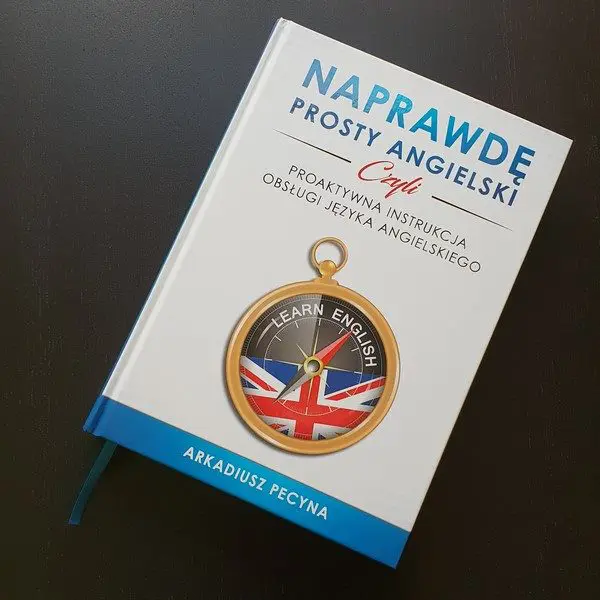 NAPRAWDĘ
PROSTY ANGIELSKI
Czyli
PROAKTYWNA INSTRUKCJA
OBSŁUGI JĘZYKA ANGIELSKIEGO
LEARN ENGLISH
ARKADIUSZ PECYNA